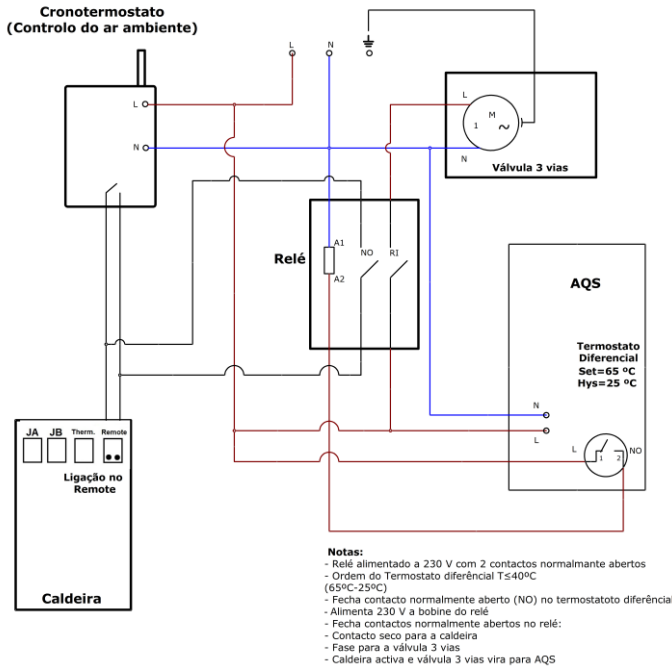 Cronotermostato
(Controlo do ar ambiente)
L
N
L
N
L
M
1
N
Válvula 3 vias
Relé
A1
A2
NO
RI
AQS
Termostato
Diferencial
Set=65 ºC
Hys=25 ºC
N
L
L
1
2
NO
JA
JB
Therm.
Remote
Ligação no
Remote
Caldeira
Notas:
- Relé alimentado a 230 V com 2 contactos normalmante abertos
- Ordem do Termostato diferêncial T≤40ºC
(65ºC-25ºC)
- Fecha contacto normalmente aberto (NO) no termostatoto diferêncial
- Alimenta 230 V a bobine do relé
- Fecha contactos normalmente abertos no relé:
- Contacto seco para a caldeira
- Fase para a válvula 3 vias
- Caldeira activa e válvula 3 vias vira para AQS